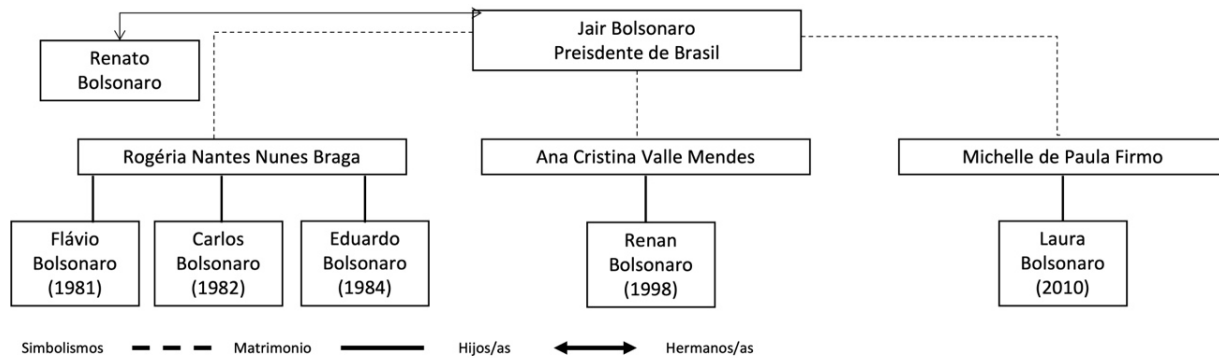 Jair Bolsonaro
Preisdente de Brasil
Renato
Bolsonaro
Rogéria Nantes Nunes Braga
Ana Cristina Valle Mendes
Michelle de Paula Firmo
Flávio
Bolsonaro
(1981)
Carlos
Bolsonaro
(1982)
Eduardo
Bolsonaro
(1984)
Renan
Bolsonaro
(1998)
Laura
Bolsonaro
(2010)
Simbolismos Matrimonio Hijos/as Hermanos/as